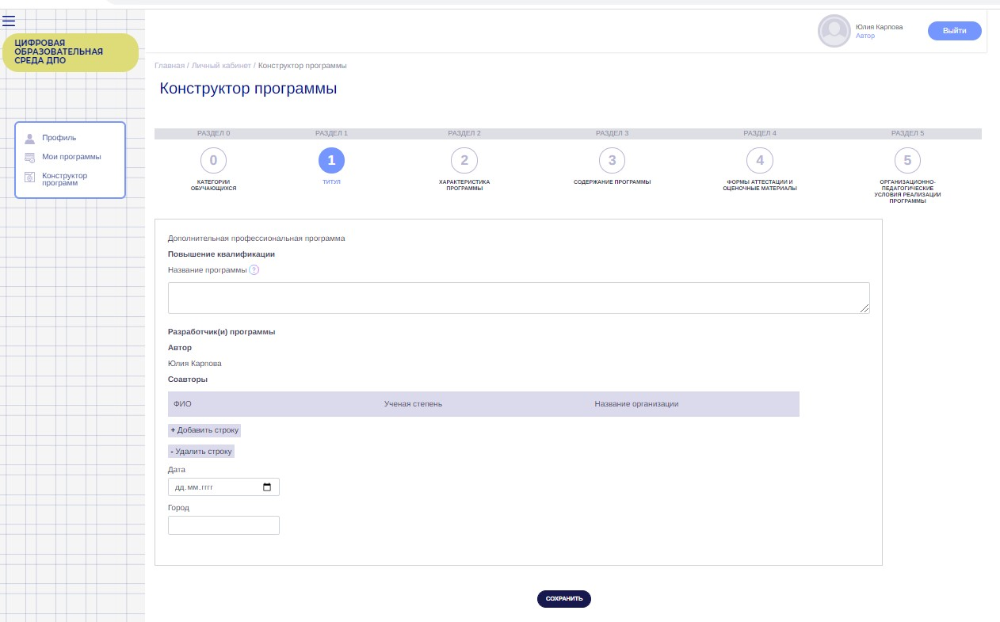 ЦИФРОВАЯ
ОБРАЗОВАТЕЛЬНАЯ
СРЕДА ДПО
Юлия Карпова
Автор
Выйти
Главная / Личный кабинет / Конструктор программы
Конструктор программы
Профиль
Мои программы
Конструктор
программ
РАЗДЕЛ 0
РАЗДЕЛ 1
РАЗДЕЛ 2
РАЗДЕЛ 3
РАЗДЕЛ 4
РАЗДЕЛ 5
0
1
2
3
4
5
КАТЕГОРИИ
ОБУЧАЮЩИХСЯ
ТИТУЛ
ХАРАКТЕРИСТИКА
ПРОГРАММЫ
СОДЕРЖАНИЕ ПРОГРАММЫ
ФОРМЫ АТТЕСТАЦИИ И
ОЦЕНОЧНЫЕ МАТЕРИАЛЫ
ОРГАНИЗАЦИОННО-
ПЕДАГОГИЧЕСКИЕ
УСЛОВИЯ РЕАЛИЗАЦИИ
ПРОГРАММЫ
Дополнительная профессиональная программа
Повышение квалификации
Название программы ?
Разработчик(и) программы
Автор
Юлия Карпова
Соавторы
ФИО
Ученая степень
Название организации
+ Добавить строку
- Удалить строку
Дата
дд.мм.гггг
Город
СОХРАНИТЬ